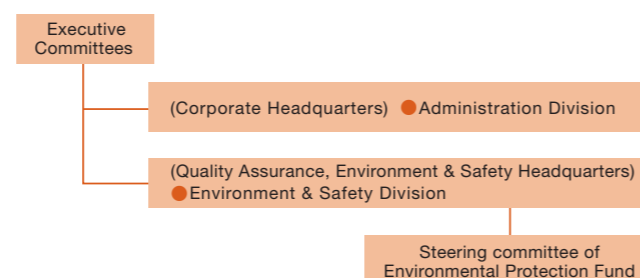 Executive
Committees
(Corporate Headquarters) ●Administration Division
(Quality Assurance, Environment & Safety Headquarters)
●Environment & Safety Division
Steering committee of
Environmental Protection Fund